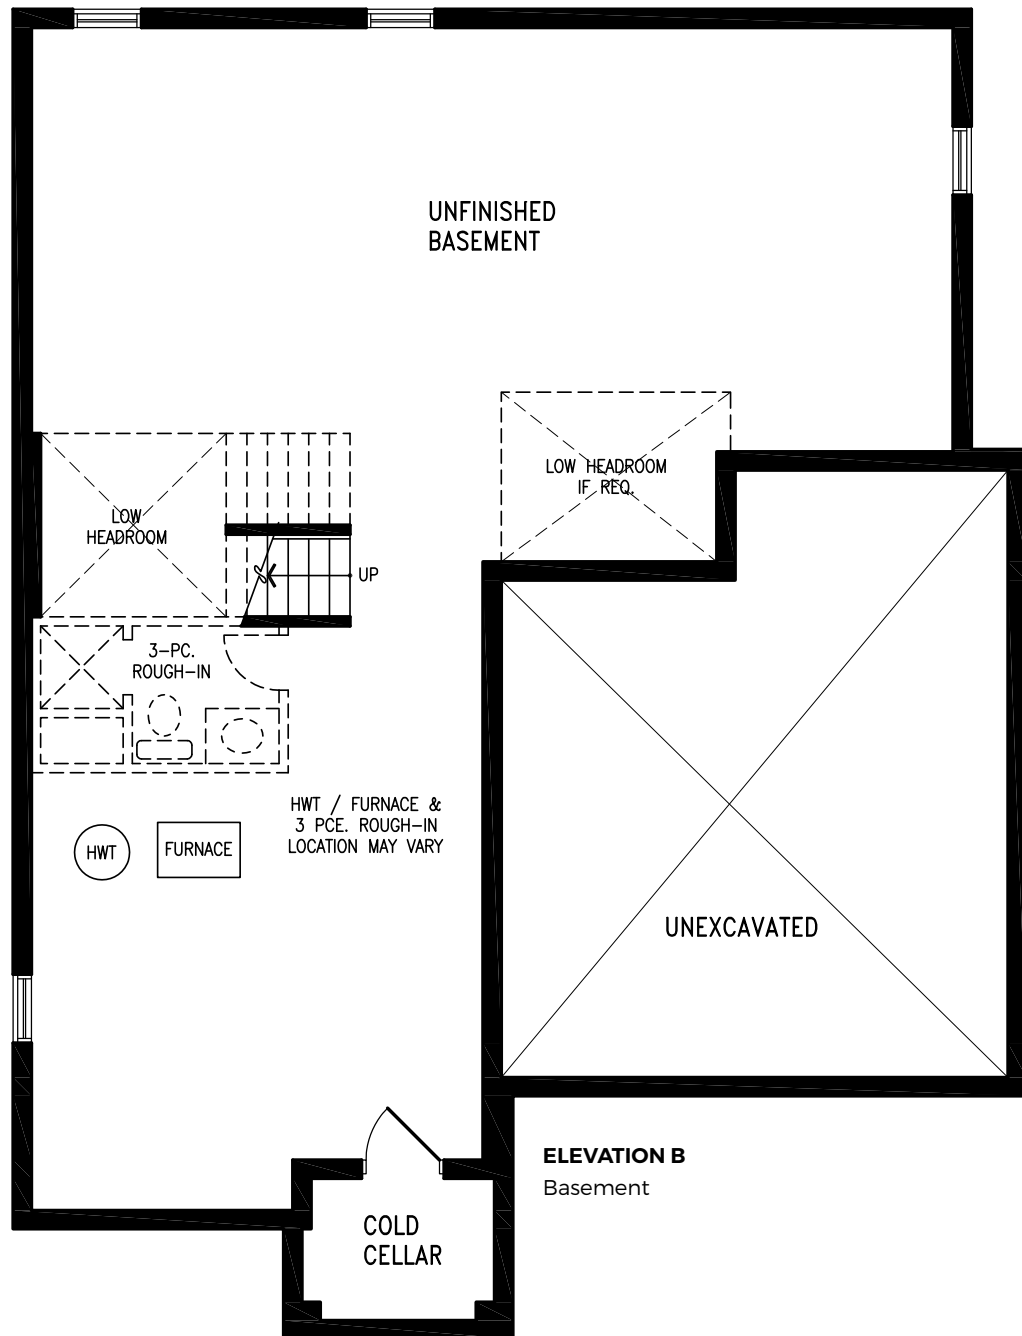 UNFINISHED
BASEMENT
LOW HEADROOM
IF REQ.
LOW
HEADROOM
UP
3-PC.
ROUGH-IN
HWT / FURNACE &
3 PCE. ROUGH-IN
LOCATION MAY VARY
HWT
FURNACE
UNEXCAVATED
ELEVATION B
Basement
COLD
CELLAR